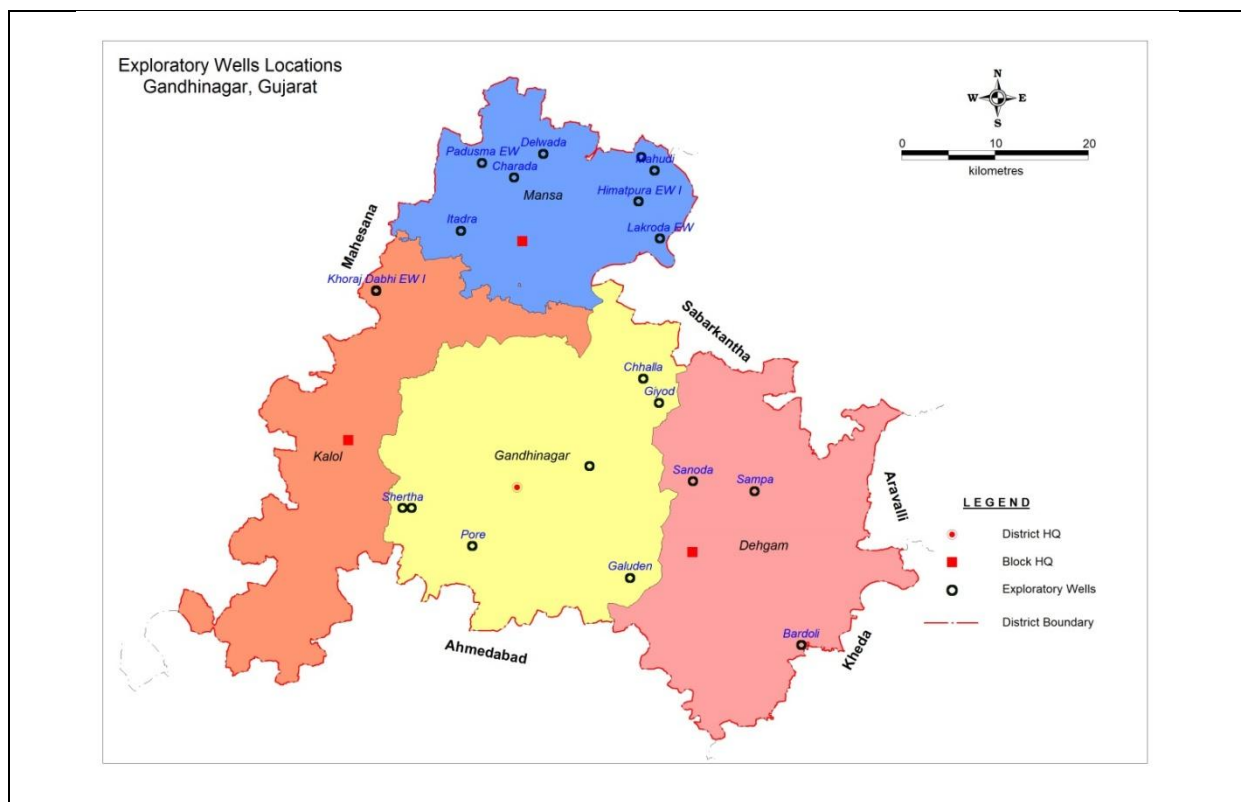 Exploratory Wells Locations
Gandhinagar, Gujarat
N
W E
S
0 10 20
kilometres
Delwada
Padusma EW
Charada
Mahudi
Mansa
Himatpura EW I
Itadra
Lakroda EW
Mahesana
Khoraj Dabhi EW I
Sabarkantha
Chhalla
Giyod
Kalol
Gandhinagar
Sanoda
Sampa
Aravalli
Shertha
Pore
Dehgam
Galuden
Bardoli
Ahmedabad
Kheda
LEGEND
District HQ
Block HQ
Exploratory Wells
District Boundary